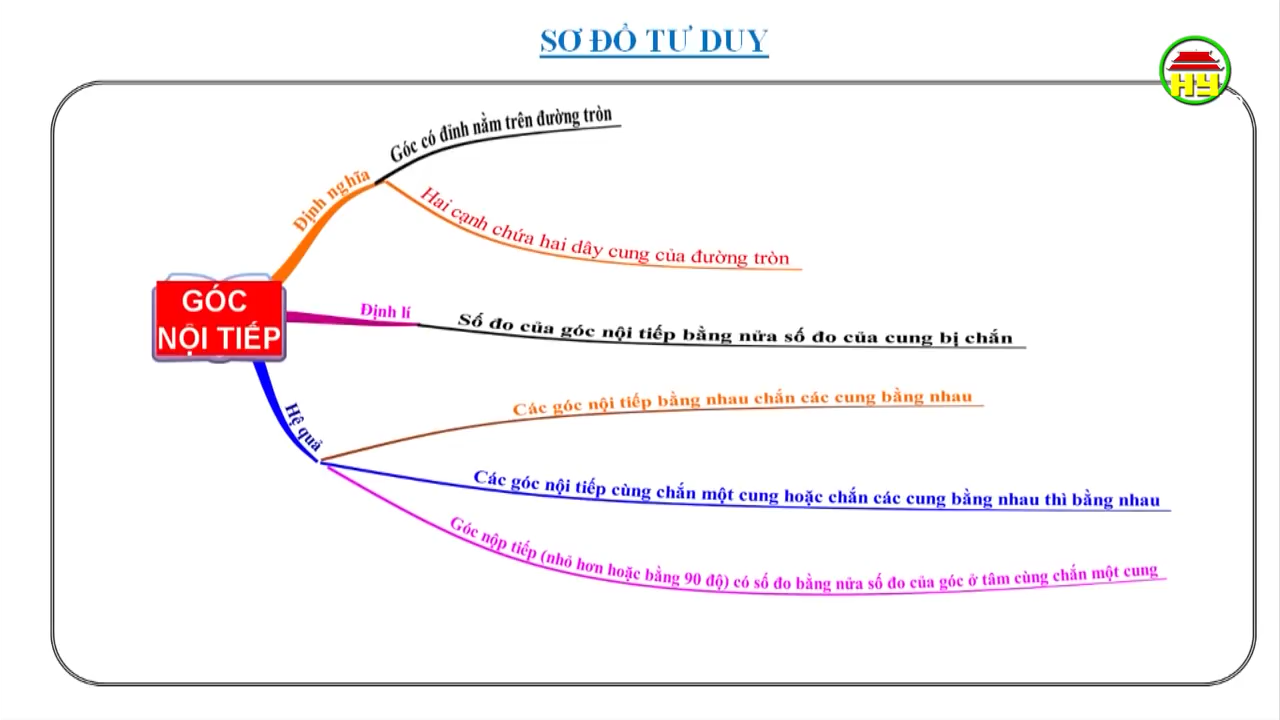 SƠ ĐỒ TƯ DUY
HY
Góc có đỉnh nằm trên đường tròn
Định nghĩa
Hai cạnh chứa hai dây cung của đường tròn
GÓC
NỘI TIẾP
Định lí
Số đo của góc nội tiếp bằng nửa số đo của cung bị chắn
Các góc nội tiếp bằng nhau chắn các cung bằng nhau
Hệ quả
Các góc nội tiếp cùng chắn một cung hoặc chắn các cung bằng nhau thì bằng nhau
Góc nộp tiếp (nhỏ hơn hoặc bằng 90 độ) có số đo bằng nửa số đo của góc ở tâm cùng chắn một cung